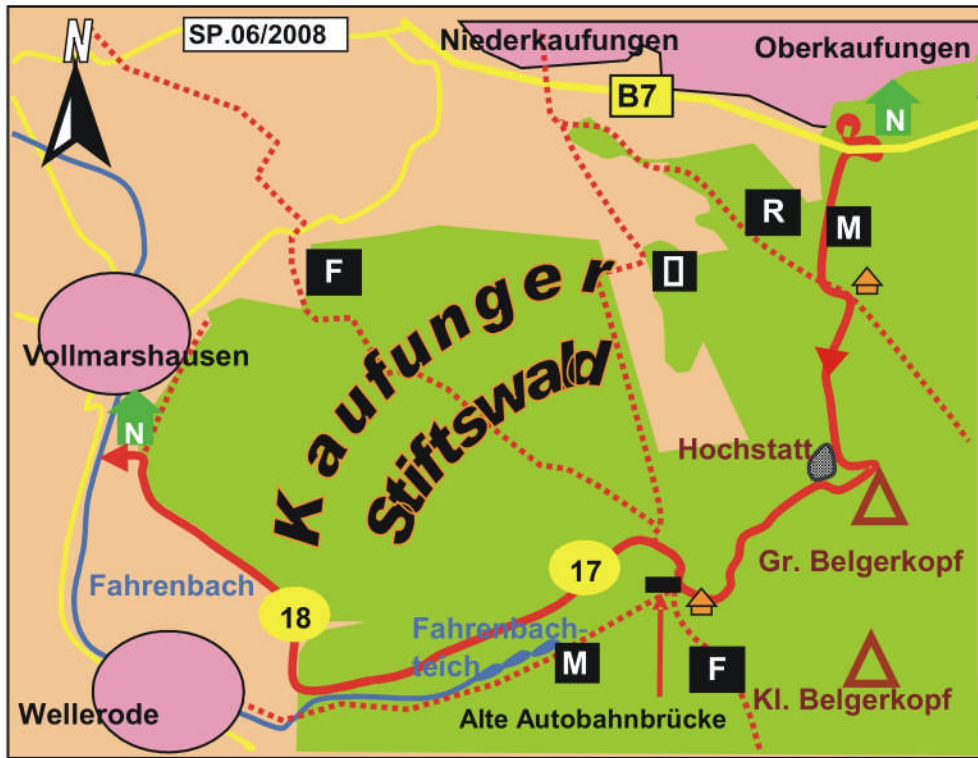 N
SP.06/2008
Niederkaufungen
Oberkaufungen
B7
N
R
M
F
Kaufunger
Stiftswald
Vollmarshausen
N
Hochstatt
Gr. Belgerkopf
17
Fahrenbach
18
Fahrenbach-
teich
M
F
Kl. Belgerkopf
Wellerode
Alte Autobahnbrücke